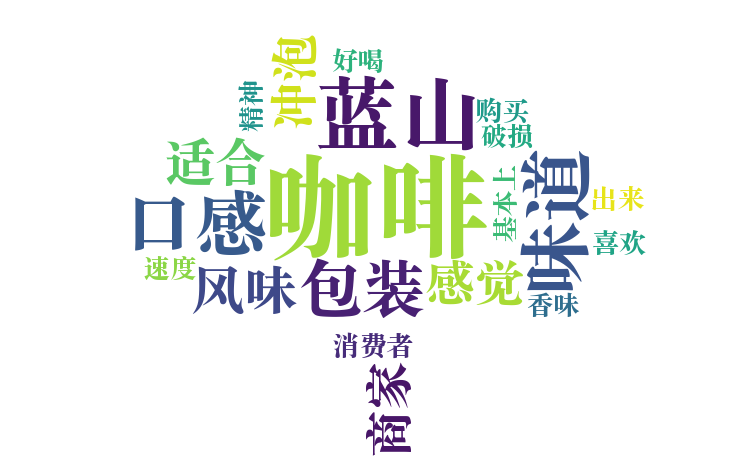 冲泡
好喝
精神
蓝山
购买
破损
适合
咖啡
味道
基本上
口感
出来
喜欢
速度
风味
包装
感觉
香味
消费者
商家